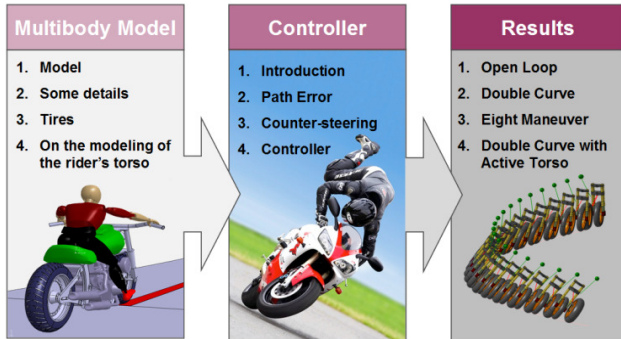 Multibody Model
1. Model
2. Some details
3. Tires
4. On the modeling of
the rider's torso
Controller
1. Introduction
2. Path Error
3. Counter-steering
4. Controller
Results
1. Open Loop
2. Double Curve
3. Eight Maneuver
4. Double Curve with
Active Torso